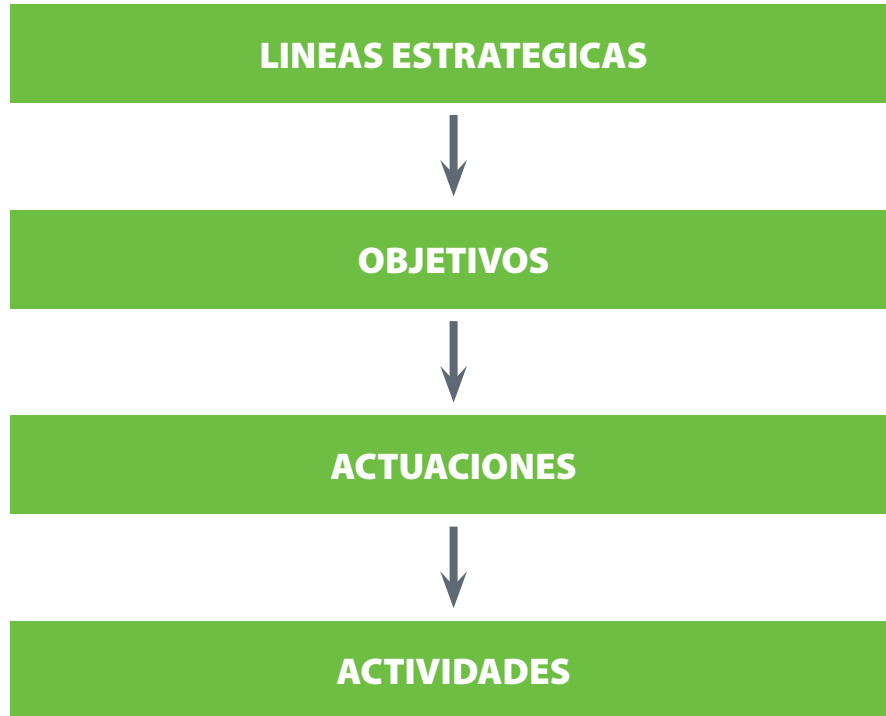 LINEAS ESTRATEGICAS
OBJETIVOS
ACTUACIONES
ACTIVIDADES